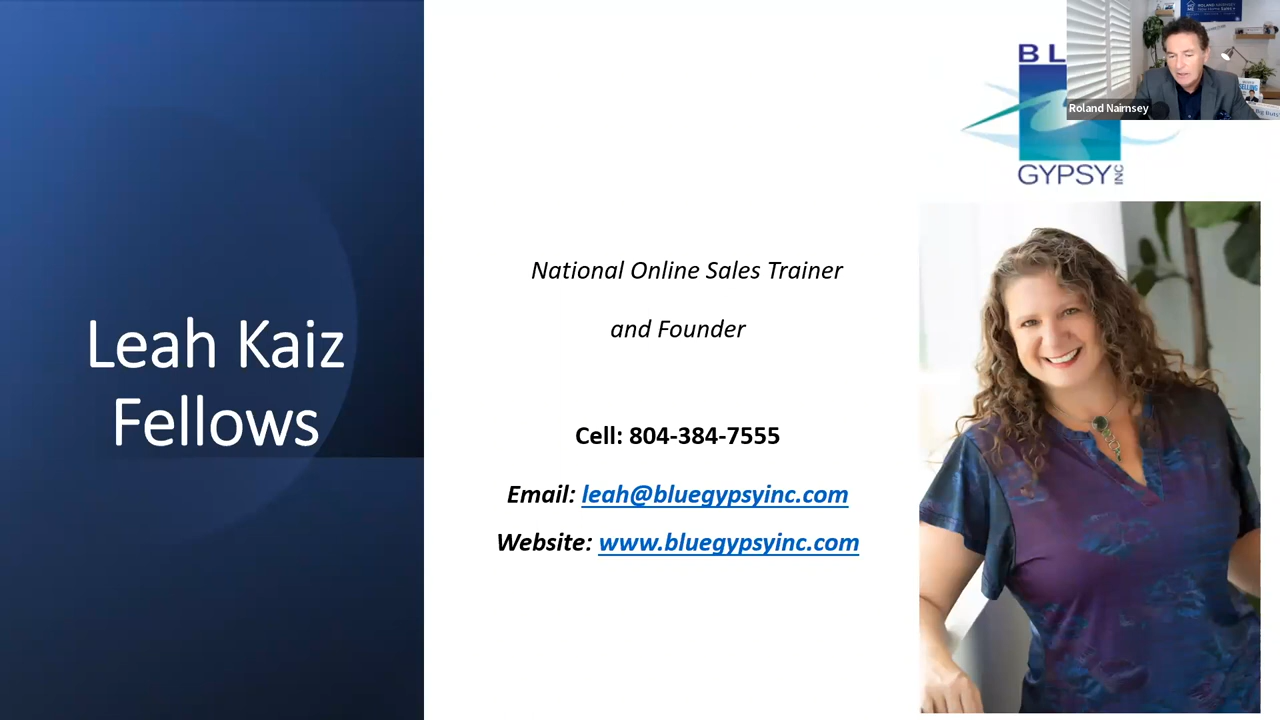 Leah Kaiz
Fellows
National Online Sales Trainer
and Founder
Cell: 804-384-7555
Email: leah@bluegypsyinc.com
Website: www.bluegypsyinc.com
BL
GYPSY INC
Roland Nairnsey